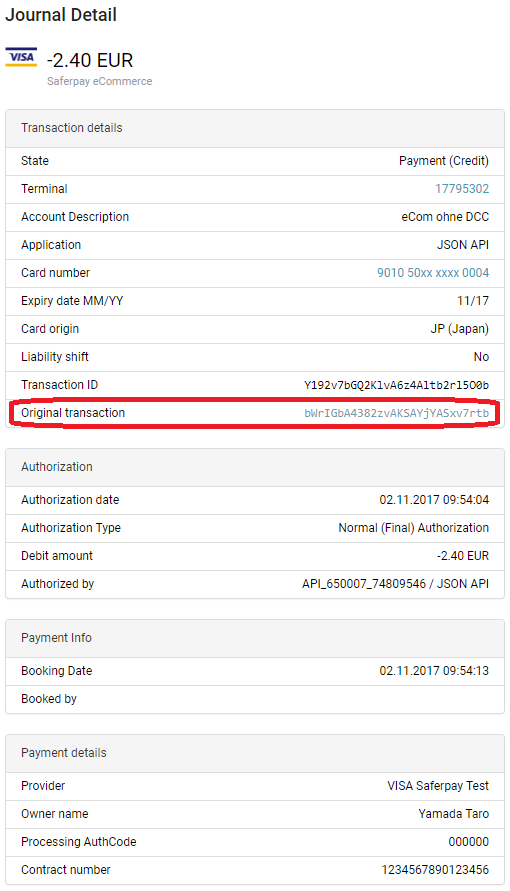 Journal Detail
VISA -2.40 EUR
Saferpay eCommerce
Transaction details
State Payment (Credit)
Terminal 17795302
Account Description eCom ohne DCC
Application JSON API
Card number 9010 50xx xxxx 0004
Expiry date MM/YY 11/17
Card origin JP (Japan)
Liability shift No
Transaction ID Y192v7bGQ2KlvA6z4A1tb2rl5O0b
Original transaction bWrIGbA4382zvAKSAYjYASxv7rtb
Authorization
Authorization date 02.11.2017 09:54:04
Authorization Type Normal (Final) Authorization
Debit amount -2.40 EUR
Authorized by API_650007_74809546 / JSON API
Payment Info
Booking Date 02.11.2017 09:54:13
Booked by
Payment details
Provider VISA Saferpay Test
Owner name Yamada Taro
Processing AuthCode 000000
Contract number 1234567890123456